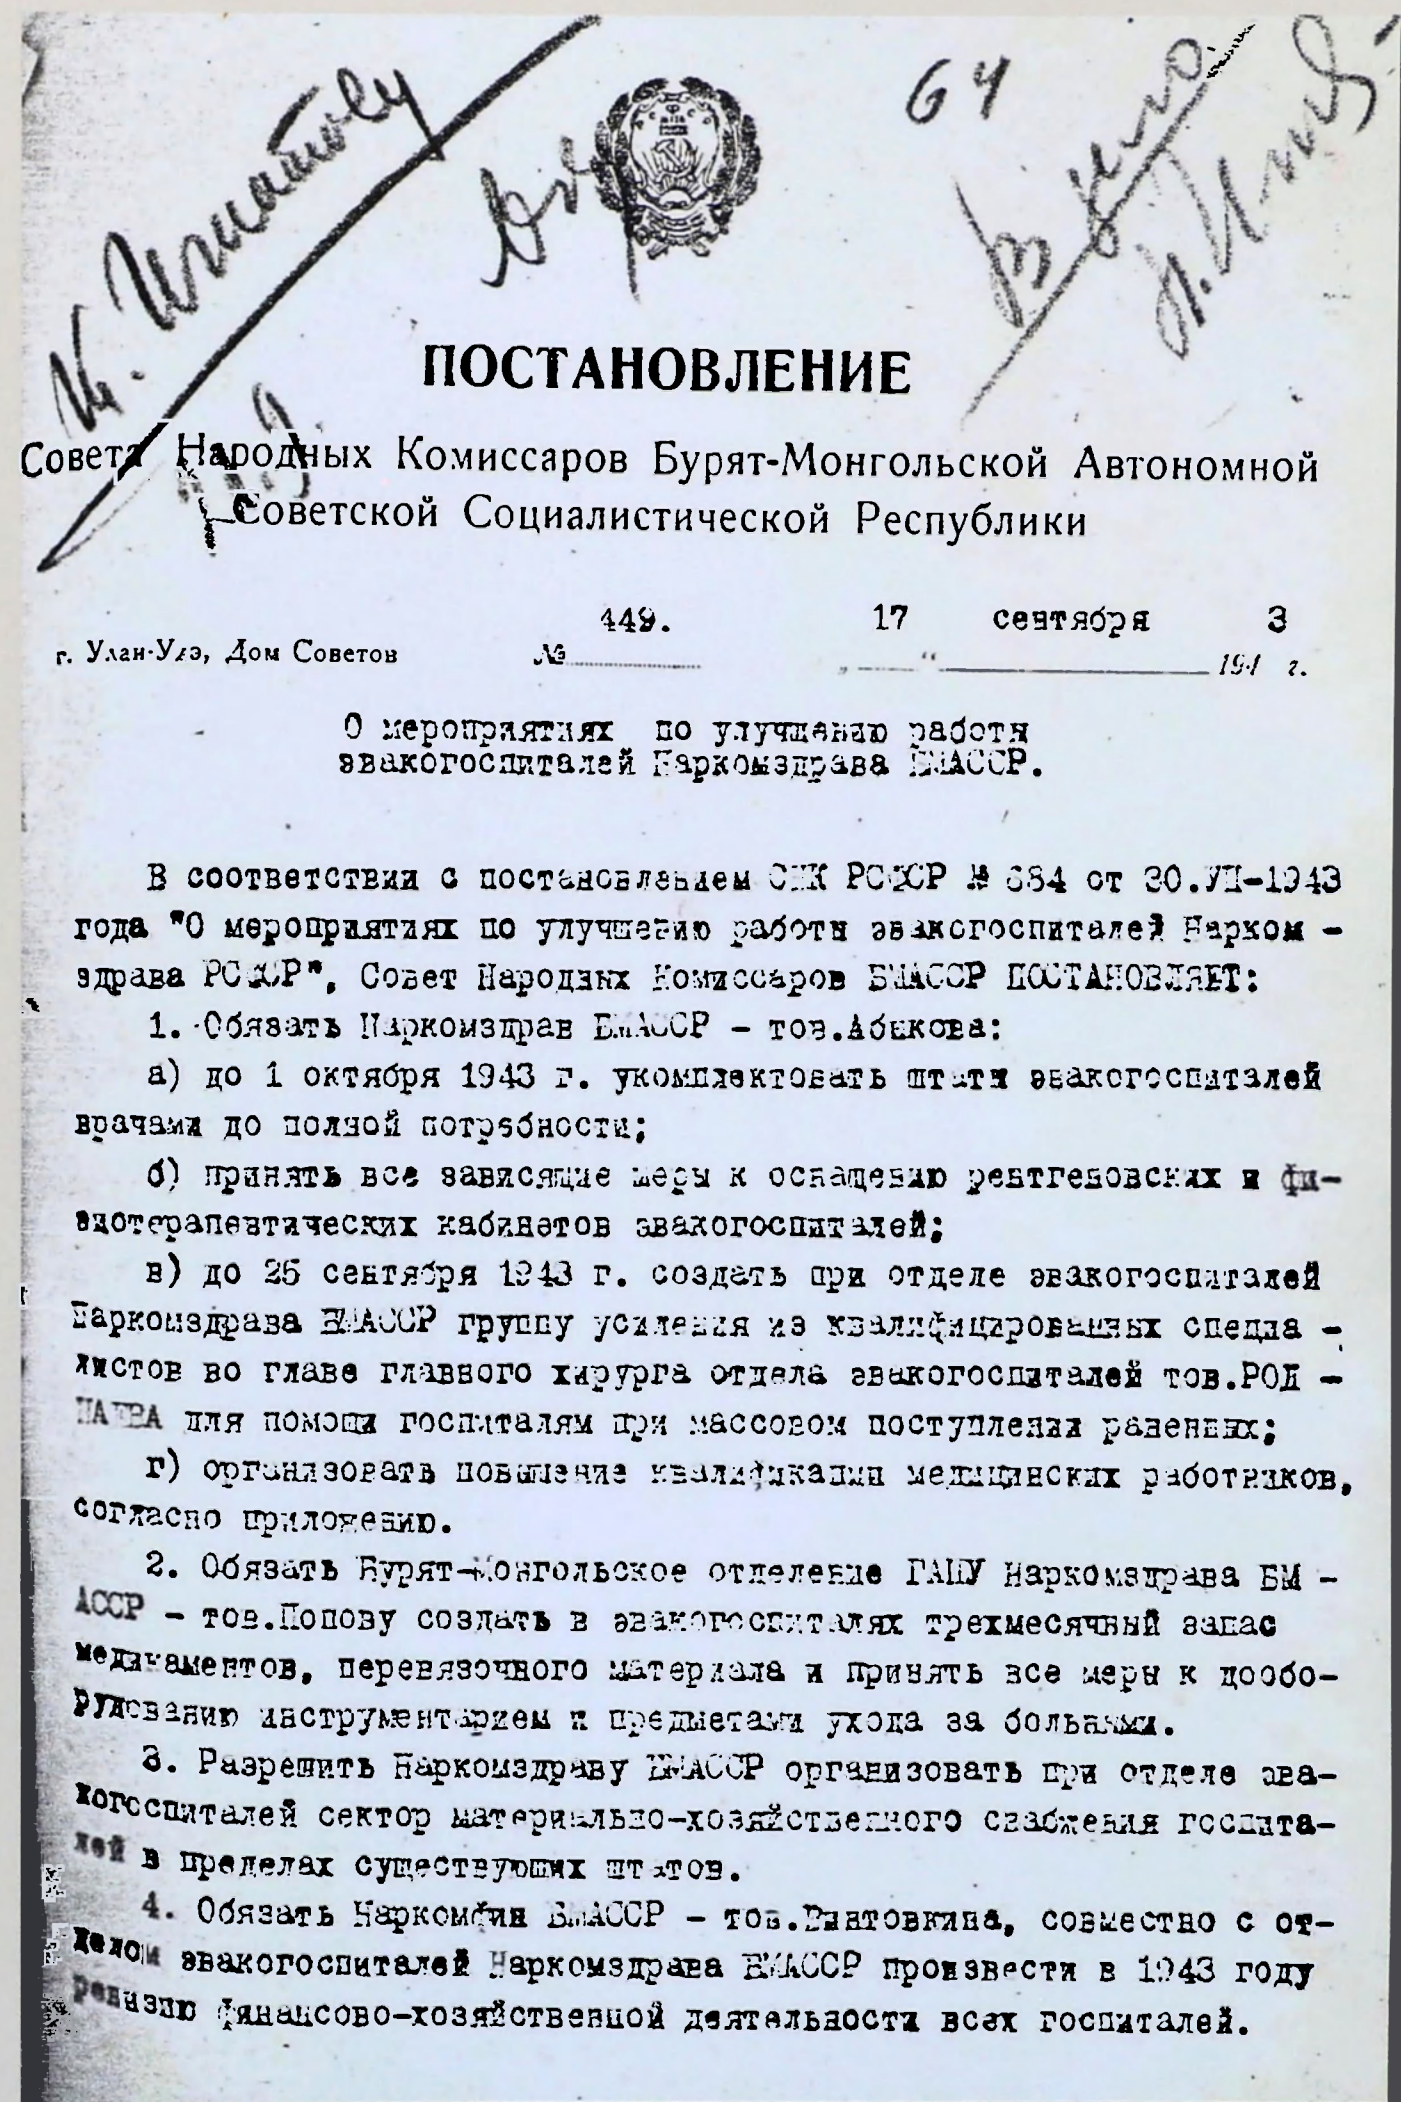 64
т. Игнатову
ПОСТАНОВЛЕНИЕ
Совета Народных Комиссаров Бурят-Монгольской Автономной
Советской Социалистической Республики
449. 17 сентября 3
г. Улан-Удэ, Дом Советов № „ “ 194 г.
О мероприятиях по улучшению работы
эвакогоспиталей Наркомздрава БМАССР.
В соответствии с постановлением СНК РСФСР № 684 от 30.УП-1943
года "О мероприятиях по улучшению работы эвакогоспиталей Нарком -
здрава РСФСР", Совет Народных Комиссаров БМАССР ПОСТАНОВЛЯЕТ:
1. Обязать Наркомздрав БМАССР - тов.Абыкова:
а) до 1 октября 1943 г. укомплектовать штаты эвакогоспиталей
врачами до полной потребности;
б) принять все зависящие меры к оснащению рентгеновских и фи-
зиотерапевтических кабинетов эвакогоспиталей;
в) до 25 сентября 1943 г. создать при отделе эвакогоспиталей
Наркомздрава БМАССР группу усиления из квалифицированных специа -
листов во главе главного хирурга отдела эвакогоспиталей тов.РОД -
для помощи госпиталям при массовом поступлении раненных;
г) организовать повышение квалификации медицинских работников,
согласно приложению.
2. Обязать Бурят-Монгольское отделение ГАПУ Наркомздрава БМ -
АССР - тов.Попову создать в эвакогоспиталях трехмесячный запас
медикаментов, перевязочного материала и принять все меры к дообо-
рудованию инструментарием и предметами ухода за больными.
3. Разрешить Наркомздраву БМАССР организовать при отделе эва-
когоспиталей сектор материально-хозяйственного снабжения госпита-
лей в пределах существующих штатов.
4. Обязать Наркомфин БМАССР - тов.Винтовкина, совместно с от-
делом эвакогоспиталей Наркомздрава БМАССР произвести в 1943 году
ревизию финансово-хозяйственной деятельности всех госпиталей.